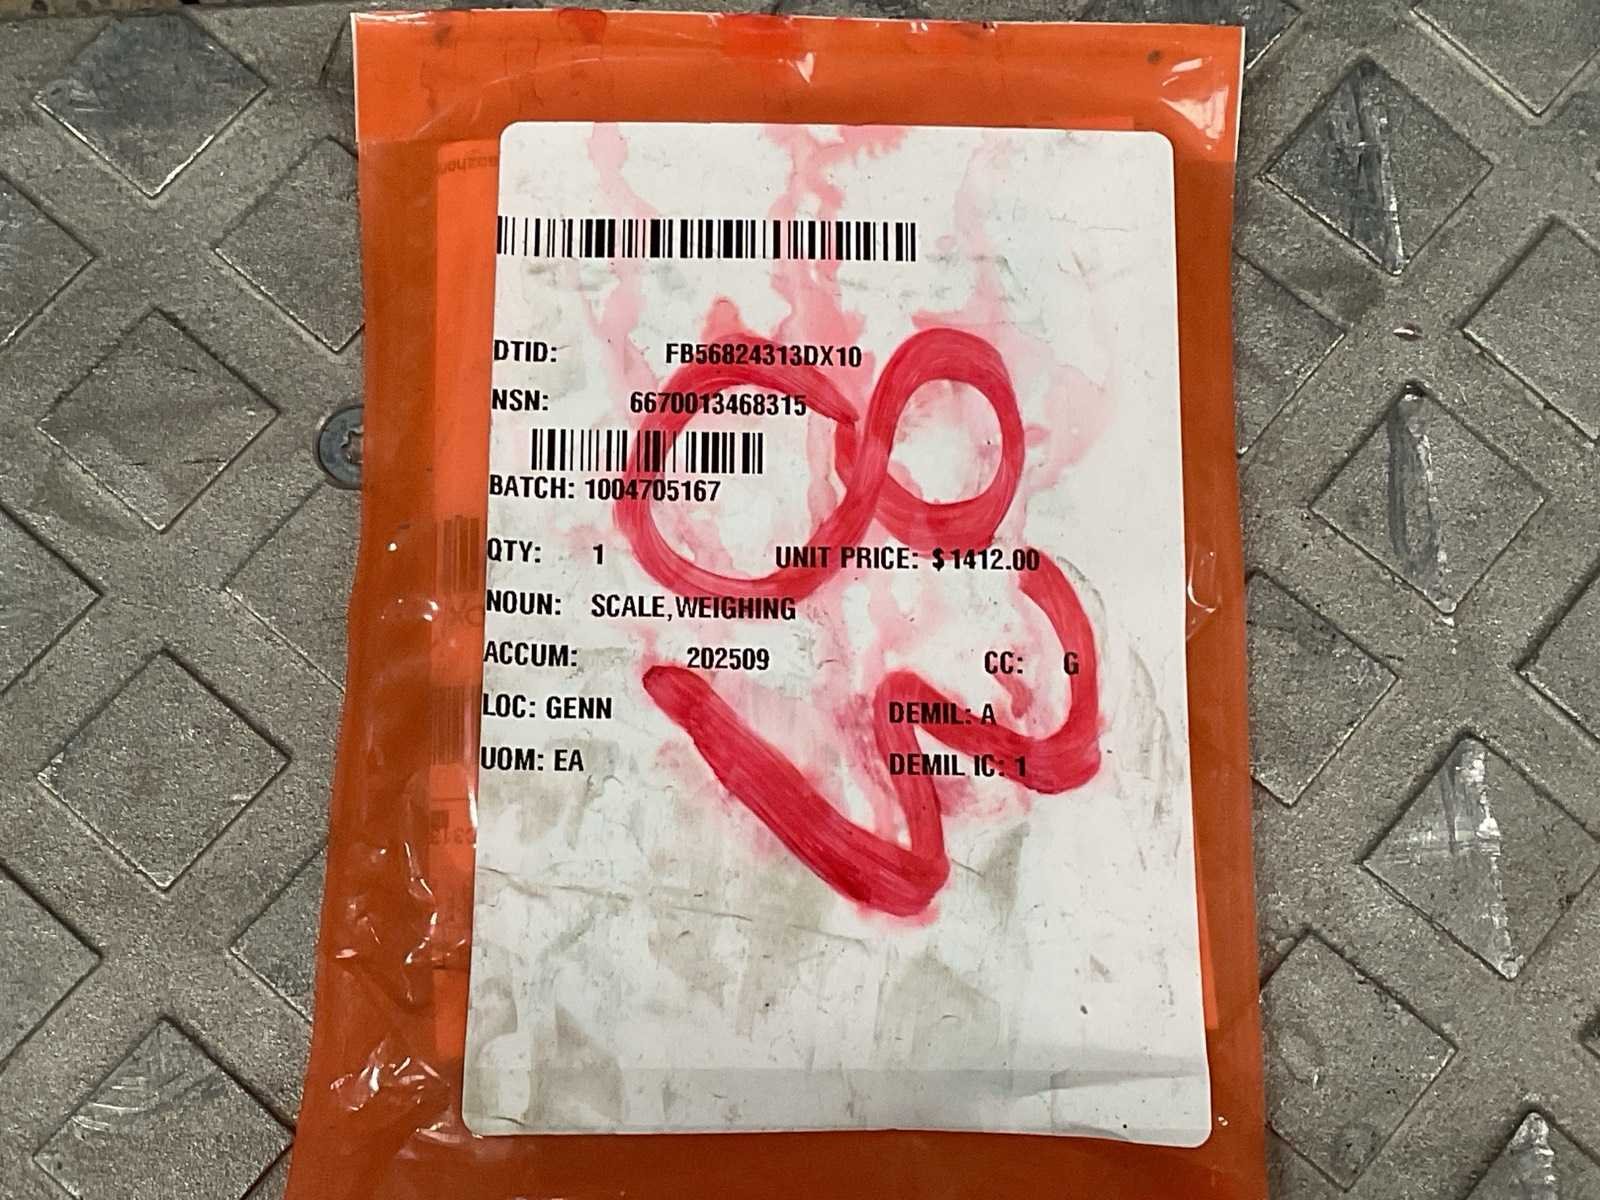 DTID: FB56824313DX10
NSN: 6670013468315
BATCH: 1004705167
QTY: 1 UNIT PRICE: $1412.00
NOUN: SCALE,WEIGHING
ACCUM: 202509 CC: G
LOC: GENN DEMIL: A
UOM: EA DEMIL IC: 1